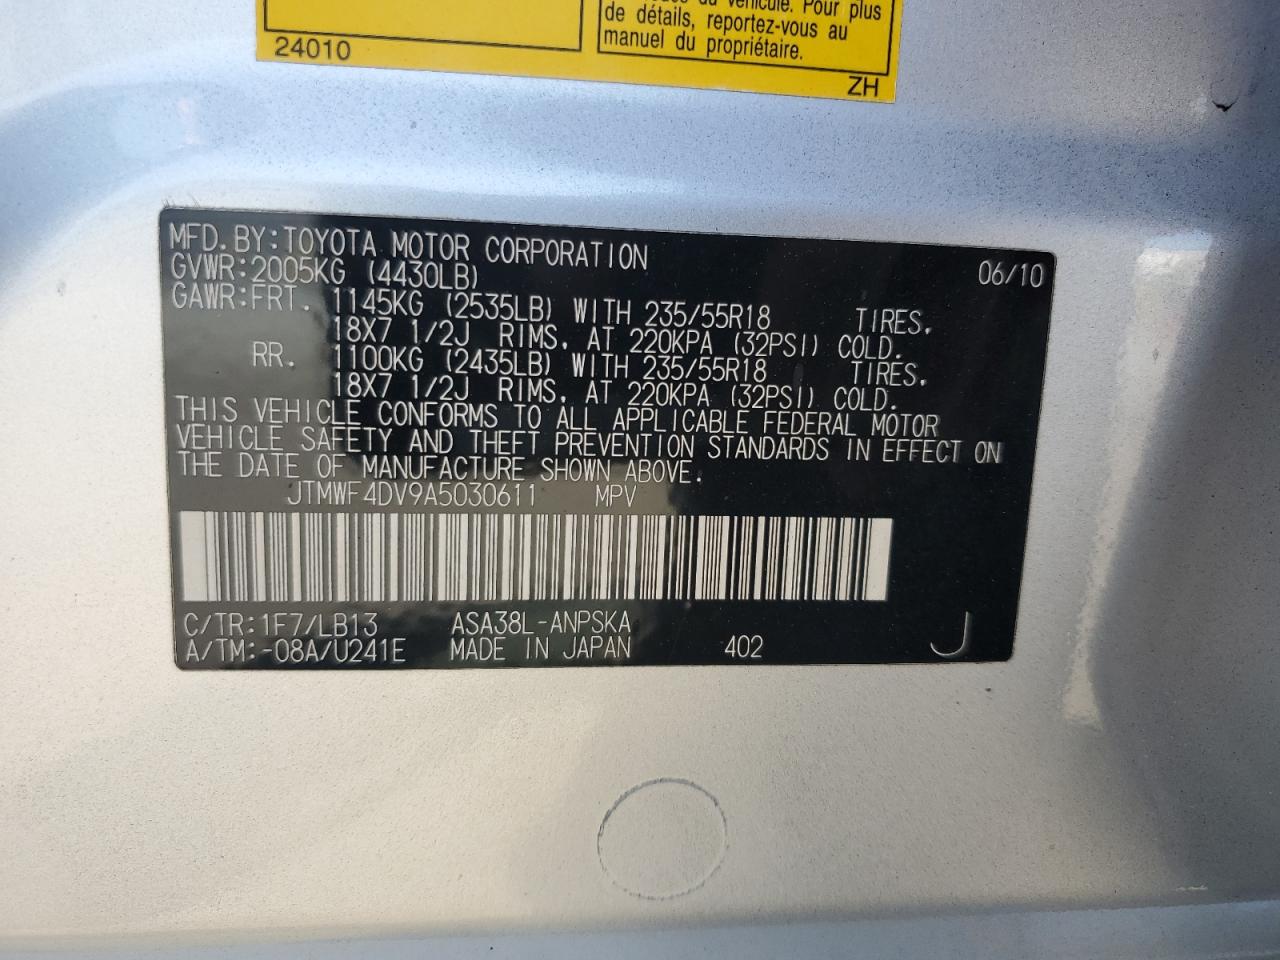 du véhicule. Pour plus
de détails, reportez-vous au
manuel du propriétaire.
24010
ZH
MFD. BY: TOYOTA MOTOR CORPORATION 06/10
GVWR: 2005KG (4430LB)
GAWR: FRT. 1145KG (2535LB) WITH 235/55R18 TIRES,
18X7 1/2J RIMS, AT 220KPA (32PSI) COLD.
RR. 1100KG (2435LB) WITH 235/55R18 TIRES,
18X7 1/2J RIMS, AT 220KPA (32PSI) COLD.
THIS VEHICLE CONFORMS TO ALL APPLICABLE FEDERAL MOTOR
VEHICLE SAFETY AND THEFT PREVENTION STANDARDS IN EFFECT ON
THE DATE OF MANUFACTURE SHOWN ABOVE.
JTMWF4DV9A5030611 MPV
C/TR: 1F7/LB13 ASA38L-ANPSKA
A/TM: -08A/U241E MADE IN JAPAN 402 J